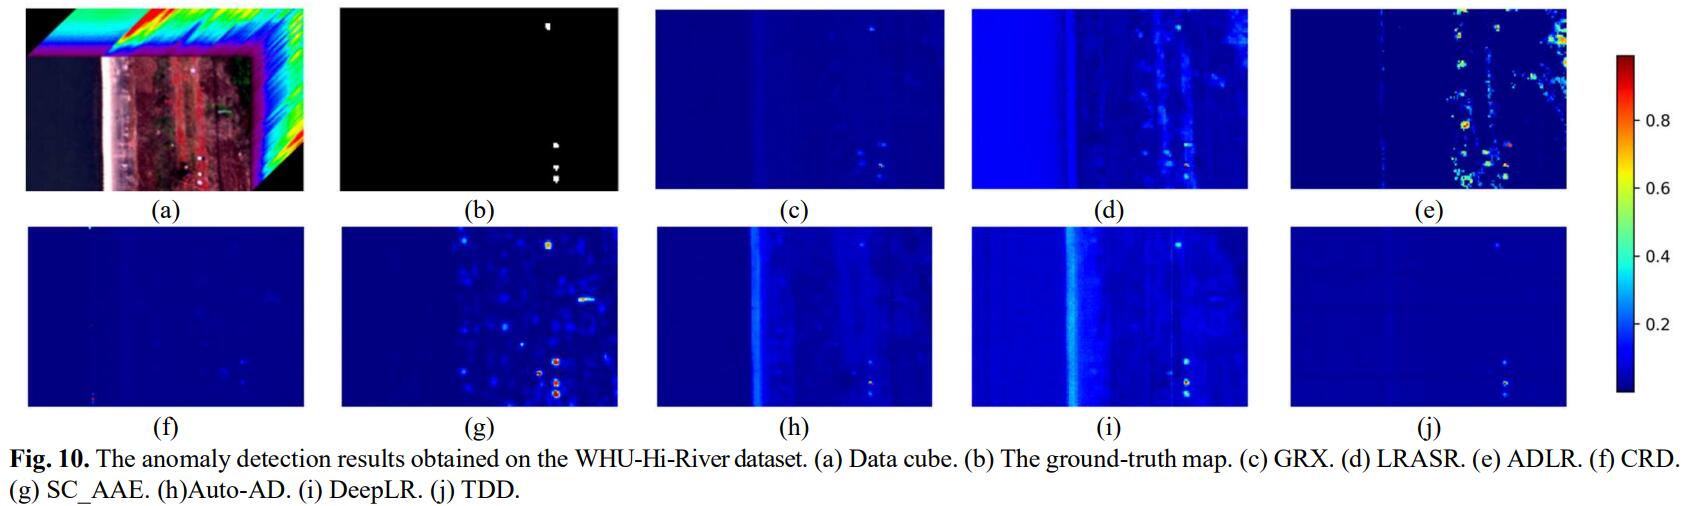 (a)
(b)
(c)
(d)
(e)
0.8
0.6
0.4
0.2
(f)
(g)
(h)
(i)
(j)
Fig. 10. The anomaly detection results obtained on the WHU-Hi-River dataset. (a) Data cube. (b) The ground-truth map. (c) GRX. (d) LRASR. (e) ADLR. (f) CRD.
(g) SC_AAE. (h)Auto-AD. (i) DeepLR. (j) TDD.